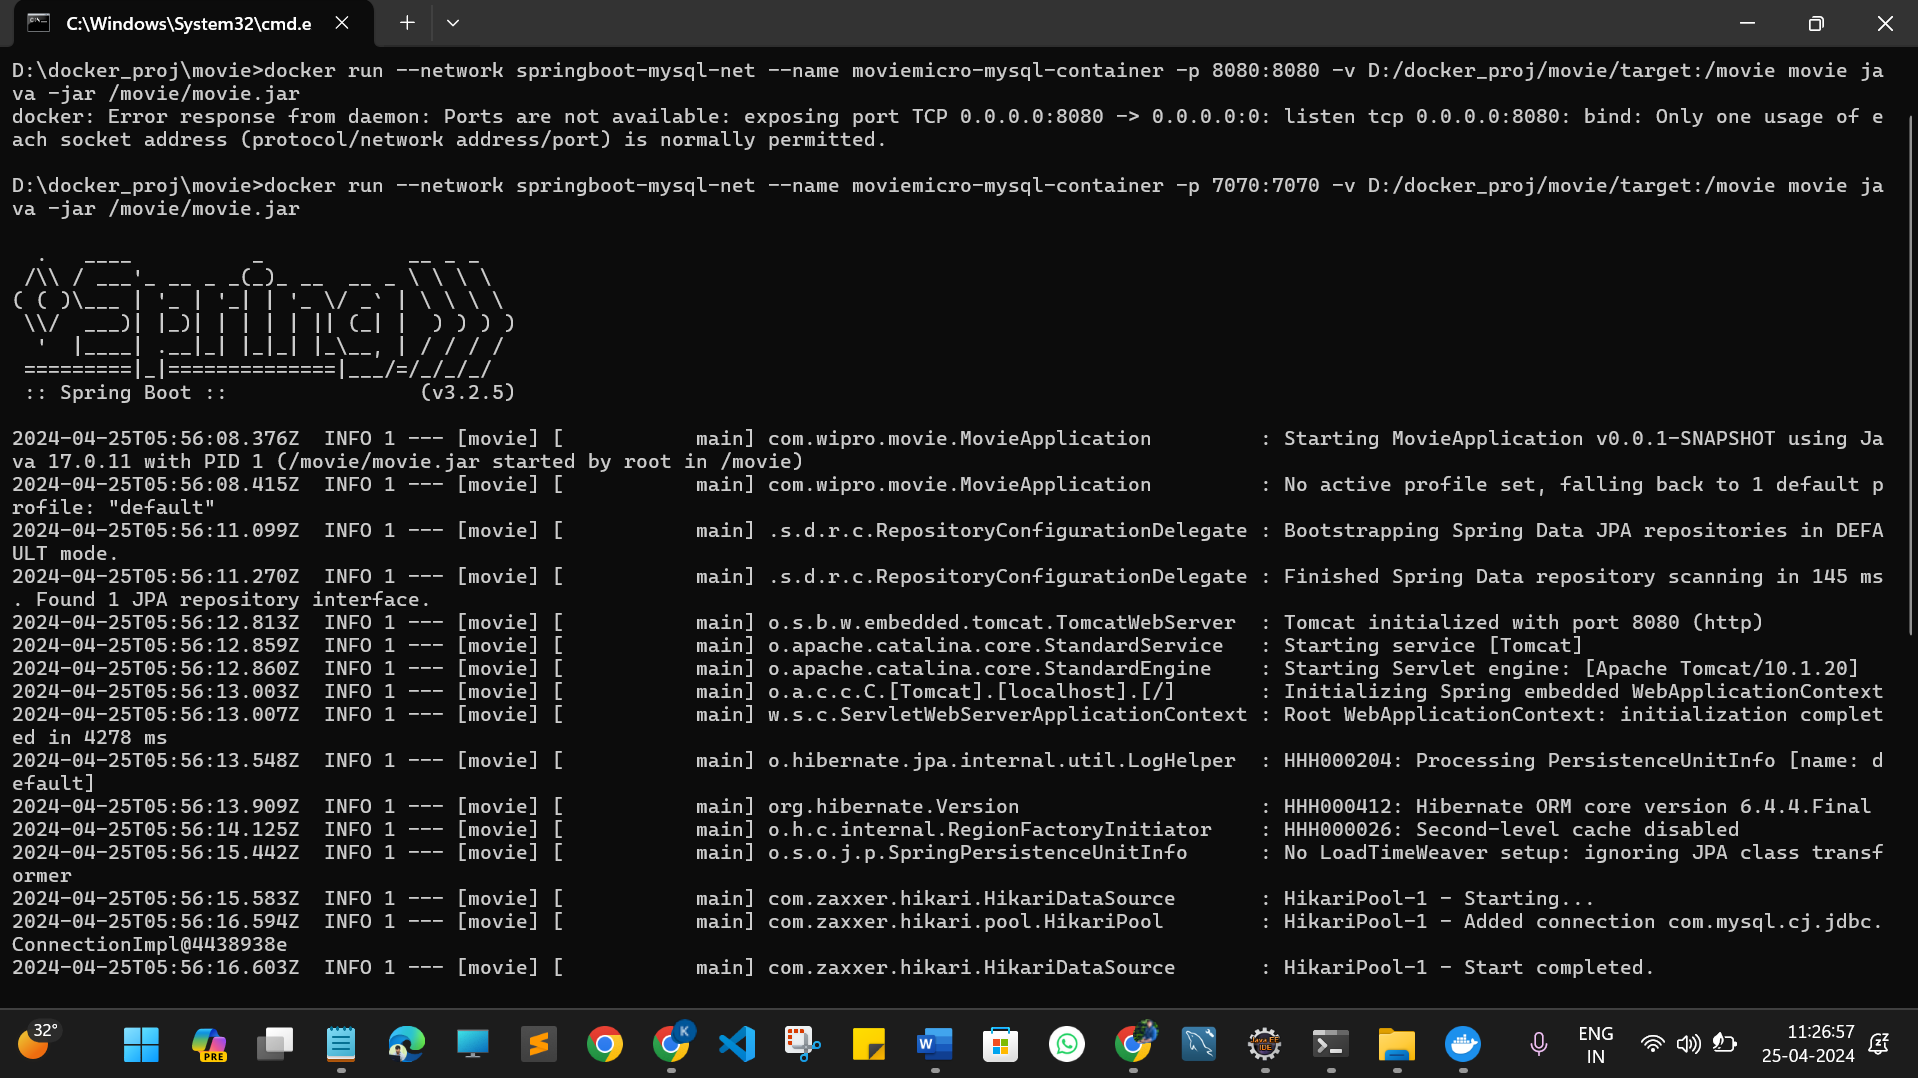 C:\Windows\System32\cmd.e
D:\docker_proj\movie>docker run --network springboot-mysql-net --name moviemicro-mysql-container -p 8080:8080 -v D:/docker_proj/movie/target:/movie movie ja
va -jar /movie/movie.jar
docker: Error response from daemon: Ports are not available: exposing port TCP 0.0.0.0:8080 -> 0.0.0.0:0: listen tcp 0.0.0.0:8080: bind: Only one usage of e
ach socket address (protocol/network address/port) is normally permitted.
D:\docker_proj\movie>docker run --network springboot-mysql-net --name moviemicro-mysql-container -p 7070:7070 -v D:/docker_proj/movie/target:/movie movie ja
va -jar /movie/movie.jar
  .   ____          _            __ _ _
 /\\ / ___'_ __ _ _(_)_ __  __ _ \ \ \ \
( ( )\___ | '_ | '_| | '_ \/ _` | \ \ \ \
 \\/  ___)| |_)| | | | | || (_| |  ) ) ) )
  '  |____| .__|_| |_|_| |_\__, | / / / /
 =========|_|==============|___/=/_/_/_/
 :: Spring Boot ::                (v3.2.5)
2024-04-25T05:56:08.376Z  INFO 1 --- [movie] [           main] com.wipro.movie.MovieApplication         : Starting MovieApplication v0.0.1-SNAPSHOT using Ja
va 17.0.11 with PID 1 (/movie/movie.jar started by root in /movie)
2024-04-25T05:56:08.415Z  INFO 1 --- [movie] [           main] com.wipro.movie.MovieApplication         : No active profile set, falling back to 1 default p
rofile: "default"
2024-04-25T05:56:11.099Z  INFO 1 --- [movie] [           main] .s.d.r.c.RepositoryConfigurationDelegate : Bootstrapping Spring Data JPA repositories in DEFA
ULT mode.
2024-04-25T05:56:11.270Z  INFO 1 --- [movie] [           main] .s.d.r.c.RepositoryConfigurationDelegate : Finished Spring Data repository scanning in 145 ms
. Found 1 JPA repository interface.
2024-04-25T05:56:12.813Z  INFO 1 --- [movie] [           main] o.s.b.w.embedded.tomcat.TomcatWebServer  : Tomcat initialized with port 8080 (http)
2024-04-25T05:56:12.859Z  INFO 1 --- [movie] [           main] o.apache.catalina.core.StandardService   : Starting service [Tomcat]
2024-04-25T05:56:12.860Z  INFO 1 --- [movie] [           main] o.apache.catalina.core.StandardEngine    : Starting Servlet engine: [Apache Tomcat/10.1.20]
2024-04-25T05:56:13.003Z  INFO 1 --- [movie] [           main] o.a.c.c.C.[Tomcat].[localhost].[/]       : Initializing Spring embedded WebApplicationContext
2024-04-25T05:56:13.007Z  INFO 1 --- [movie] [           main] w.s.c.ServletWebServerApplicationContext : Root WebApplicationContext: initialization complet
ed in 4278 ms
2024-04-25T05:56:13.548Z  INFO 1 --- [movie] [           main] o.hibernate.jpa.internal.util.LogHelper  : HHH000204: Processing PersistenceUnitInfo [name: d
efault]
2024-04-25T05:56:13.909Z  INFO 1 --- [movie] [           main] org.hibernate.Version                    : HHH000412: Hibernate ORM core version 6.4.4.Final
2024-04-25T05:56:14.125Z  INFO 1 --- [movie] [           main] o.h.c.internal.RegionFactoryInitiator    : HHH000026: Second-level cache disabled
2024-04-25T05:56:15.442Z  INFO 1 --- [movie] [           main] o.s.o.j.p.SpringPersistenceUnitInfo      : No LoadTimeWeaver setup: ignoring JPA class transf
ormer
2024-04-25T05:56:15.583Z  INFO 1 --- [movie] [           main] com.zaxxer.hikari.HikariDataSource       : HikariPool-1 - Starting...
2024-04-25T05:56:16.594Z  INFO 1 --- [movie] [           main] com.zaxxer.hikari.pool.HikariPool        : HikariPool-1 - Added connection com.mysql.cj.jdbc.
ConnectionImpl@4438938e
2024-04-25T05:56:16.603Z  INFO 1 --- [movie] [           main] com.zaxxer.hikari.HikariDataSource       : HikariPool-1 - Start completed.
32°
PRE
K
W
Java EE
IDE
ENG
IN
11:26:57
25-04-2024